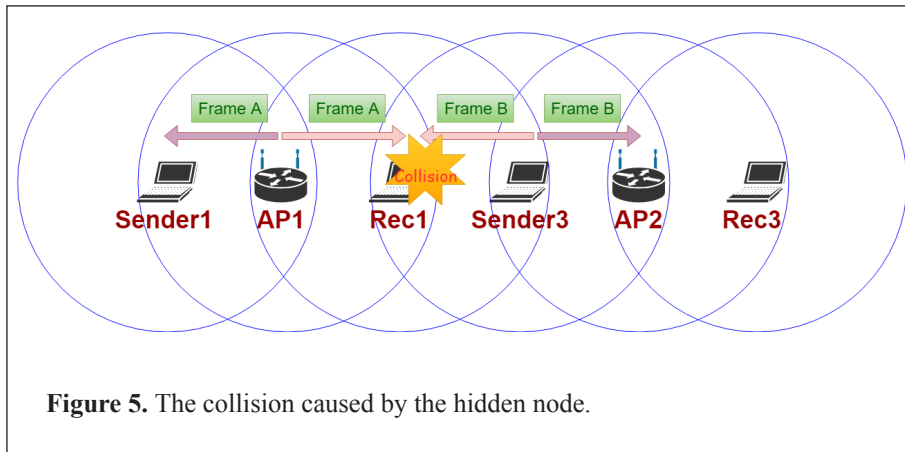 Frame A Frame A Frame B Frame B
Collision
Sender1 AP1 Rec1 Sender3 AP2 Rec3
Figure 5. The collision caused by the hidden node.